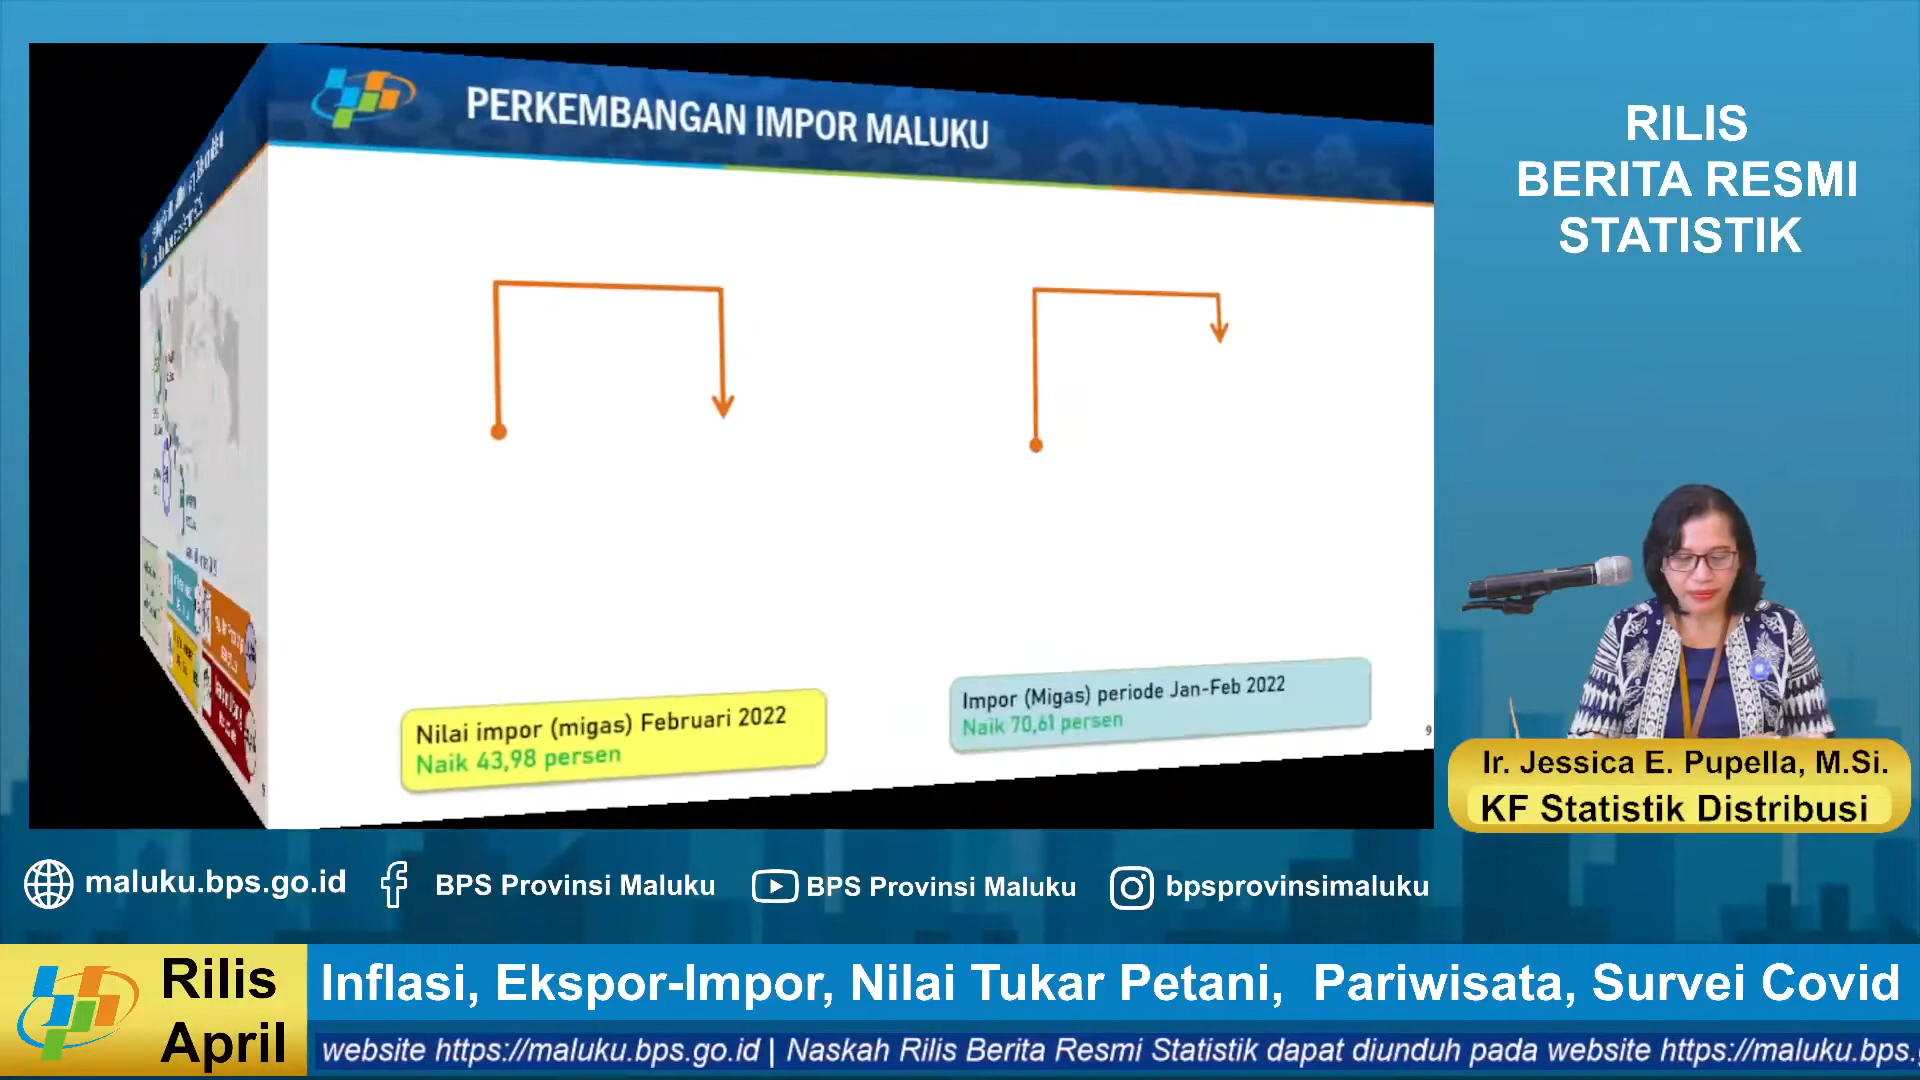 PERKEMBANGAN IMPOR MALUKU
Nilai impor (migas) Februari 2022
Naik 43,98 persen
Impor (Migas) periode Jan-Feb 2022
Naik 70,61 persen
9
RILIS
BERITA RESMI
STATISTIK
Ir. Jessica E. Pupella, M.Si.
KF Statistik Distribusi
maluku.bps.go.id
BPS Provinsi Maluku
BPS Provinsi Maluku
bpsprovinsimaluku
Rilis
April
Inflasi, Ekspor-Impor, Nilai Tukar Petani, Pariwisata, Survei Covid
website https://maluku.bps.go.id | Naskah Rilis Berita Resmi Statistik dapat diunduh pada website https://maluku.bps.